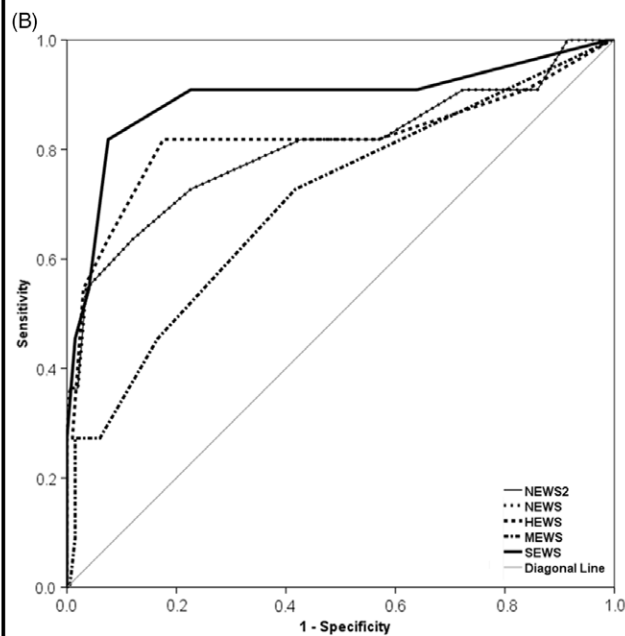 (B)
1.0
0.8
0.6
0.4
0.2
0.0
Sensitivity
NEWS2
NEWS
HEWS
MEWS
SEWS
Diagonal Line
0.0 0.2 0.4 0.6 0.8 1.0
1 - Specificity